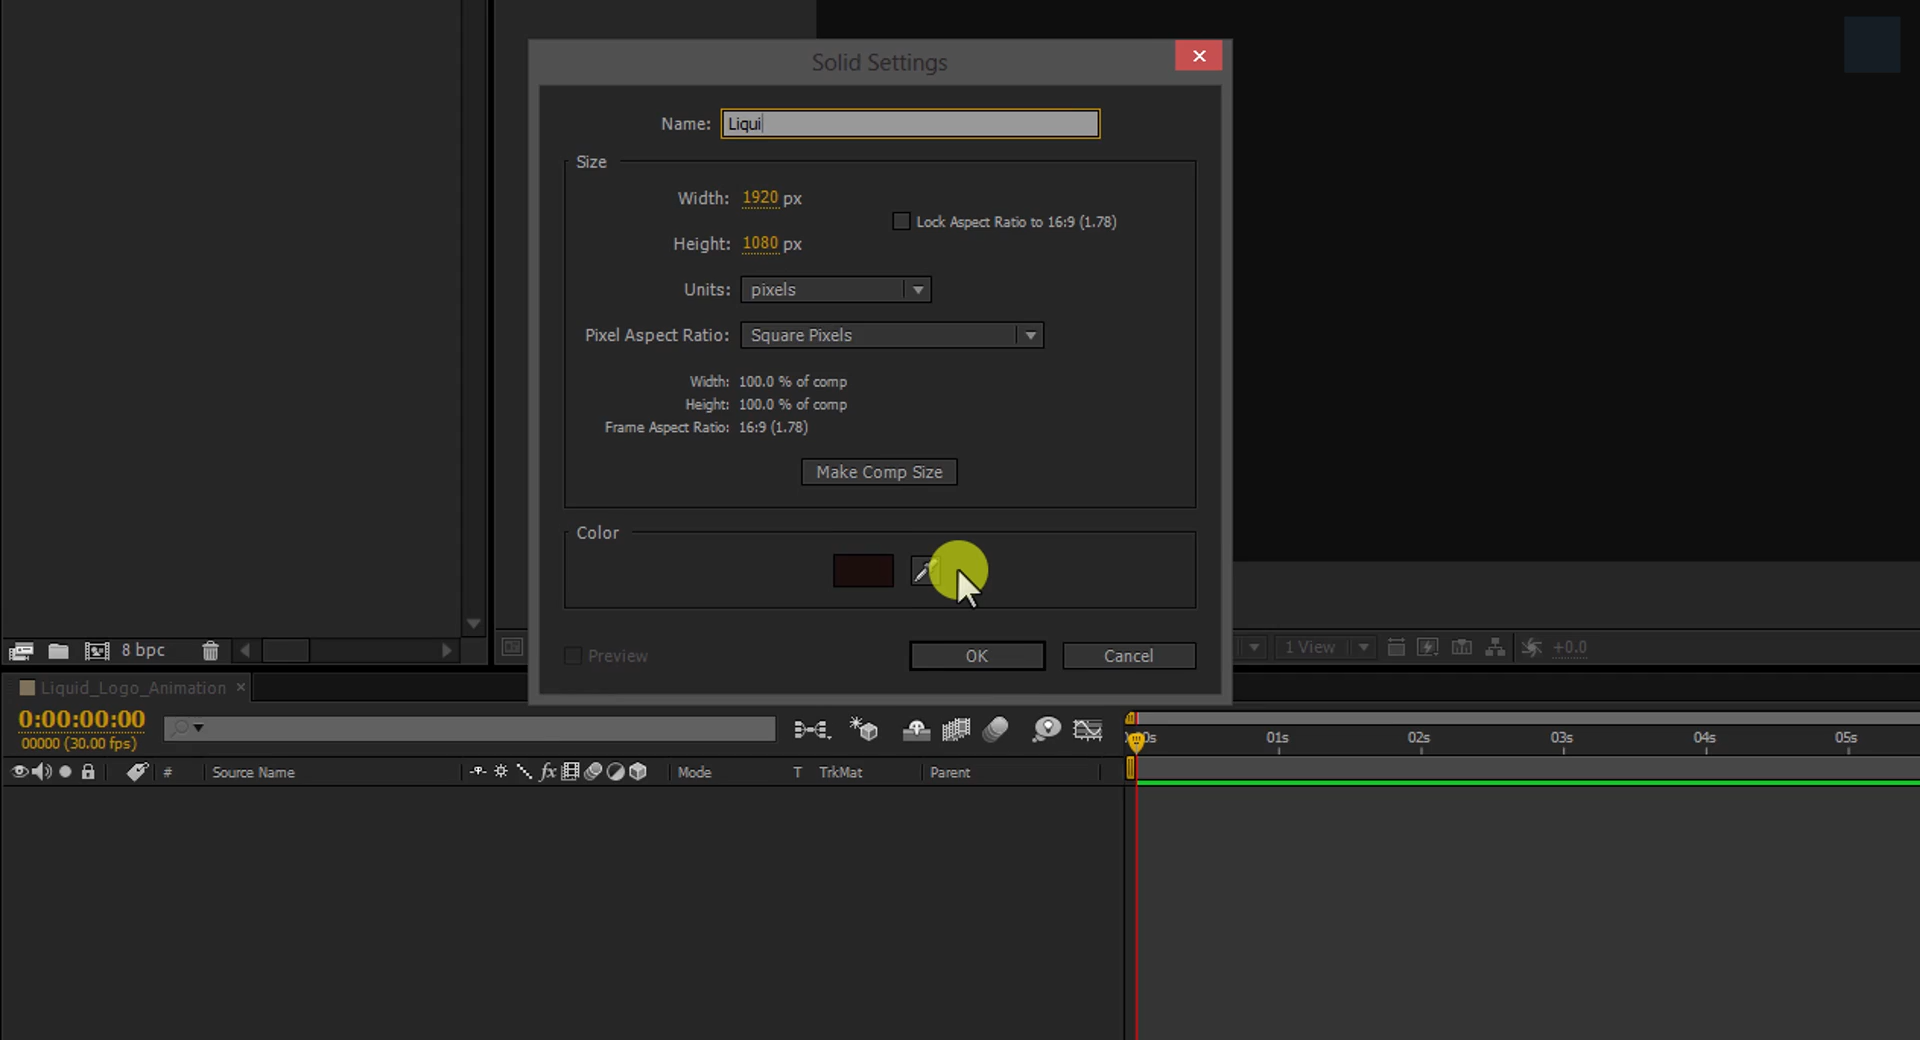 Solid Settings
Name: Liqui
Size
Width: 1920 px
Lock Aspect Ratio to 16:9 (1.78)
Height: 1080 px
Units: pixels
Pixel Aspect Ratio: Square Pixels
Width: 100.0 % of comp
Height: 100.0 % of comp
Frame Aspect Ratio: 16:9 (1.78)
Make Comp Size
Color
Preview
OK
Cancel
8 bpc
1 View
+0.0
Liquid_Logo_Animation
0:00:00:00
00000 (30.00 fps)
# Source Name
fx
Mode
T TrkMat
Parent
01s 02s 03s 04s 05s